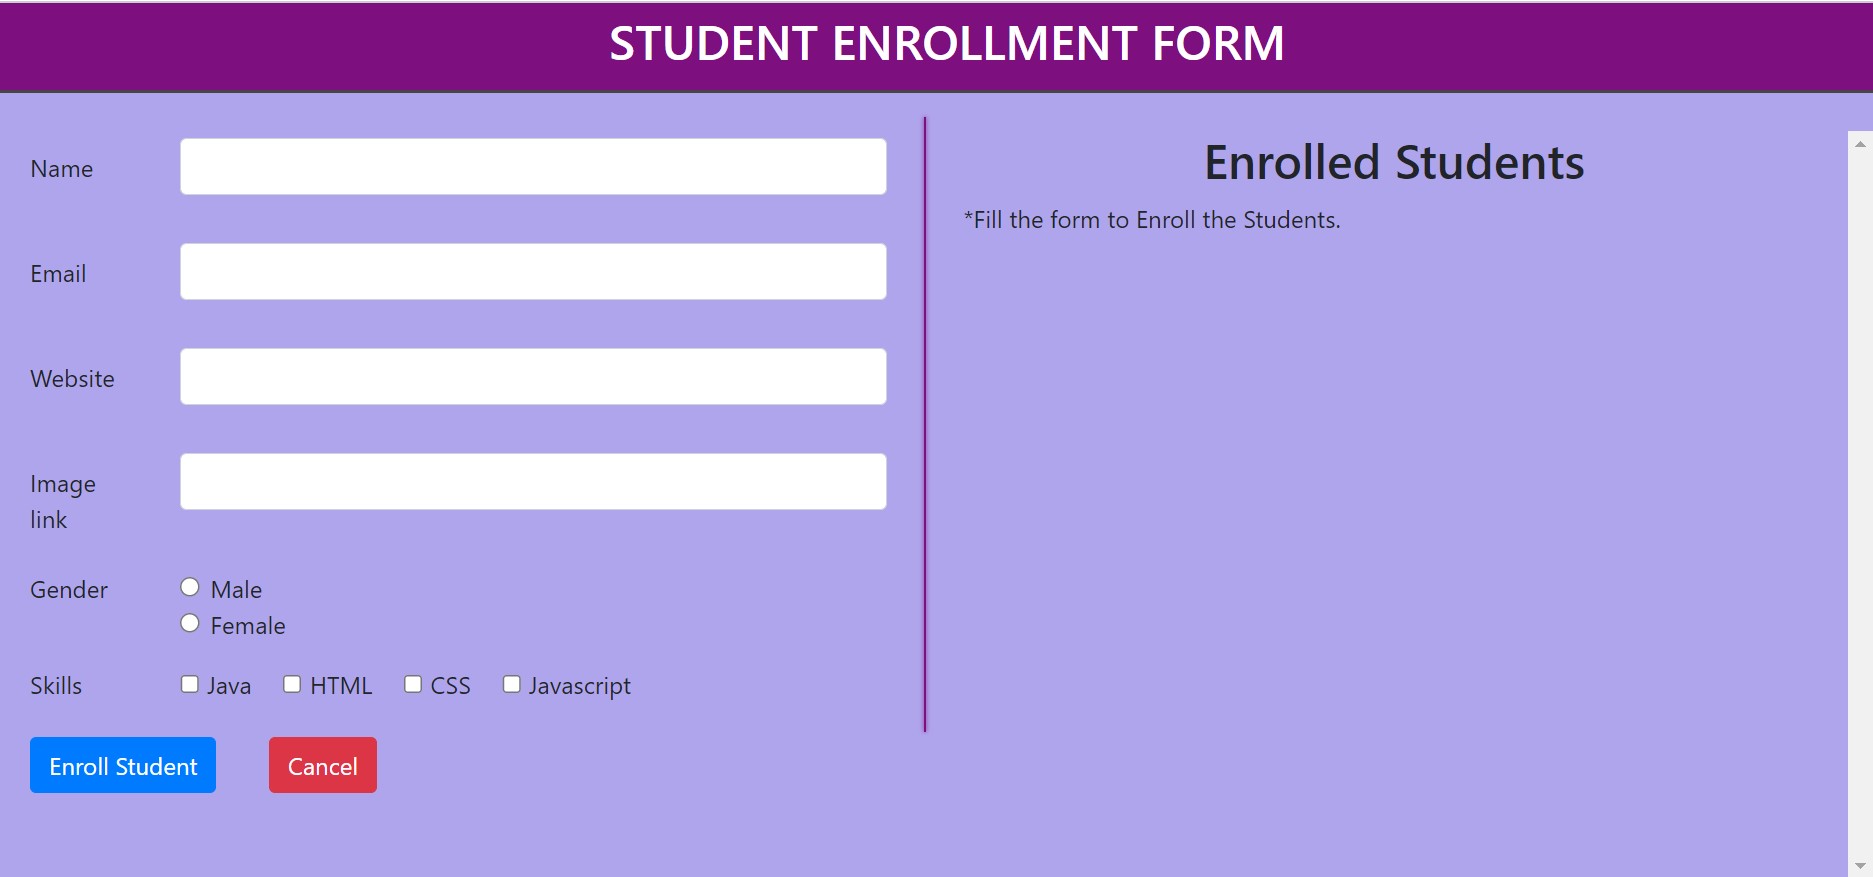 STUDENT ENROLLMENT FORM
Name
Email
Website
Image
link
Gender
Male
Female
Skills
Java HTML CSS Javascript
Enroll Student Cancel
Enrolled Students
*Fill the form to Enroll the Students.